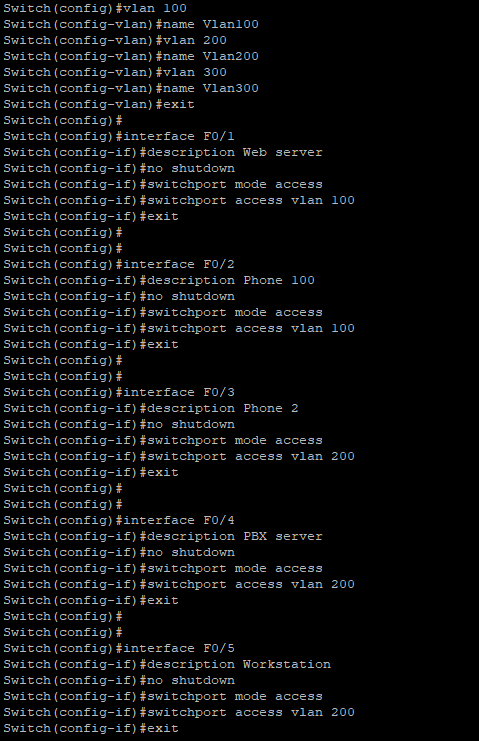 Switch(config)#vlan 100
Switch(config-vlan)#name Vlan100
Switch(config-vlan)#vlan 200
Switch(config-vlan)#name Vlan200
Switch(config-vlan)#vlan 300
Switch(config-vlan)#name Vlan300
Switch(config-vlan)#exit
Switch(config)#
Switch(config)#interface F0/1
Switch(config-if)#description Web server
Switch(config-if)#no shutdown
Switch(config-if)#switchport mode access
Switch(config-if)#switchport access vlan 100
Switch(config-if)#exit
Switch(config)#
Switch(config)#
Switch(config)#interface F0/2
Switch(config-if)#description Phone 100
Switch(config-if)#no shutdown
Switch(config-if)#switchport mode access
Switch(config-if)#switchport access vlan 100
Switch(config-if)#exit
Switch(config)#
Switch(config)#
Switch(config)#interface F0/3
Switch(config-if)#description Phone 2
Switch(config-if)#no shutdown
Switch(config-if)#switchport mode access
Switch(config-if)#switchport access vlan 200
Switch(config-if)#exit
Switch(config)#
Switch(config)#
Switch(config)#interface F0/4
Switch(config-if)#description PBX server
Switch(config-if)#no shutdown
Switch(config-if)#switchport mode access
Switch(config-if)#switchport access vlan 200
Switch(config-if)#exit
Switch(config)#
Switch(config)#
Switch(config)#interface F0/5
Switch(config-if)#description Workstation
Switch(config-if)#no shutdown
Switch(config-if)#switchport mode access
Switch(config-if)#switchport access vlan 200
Switch(config-if)#exit